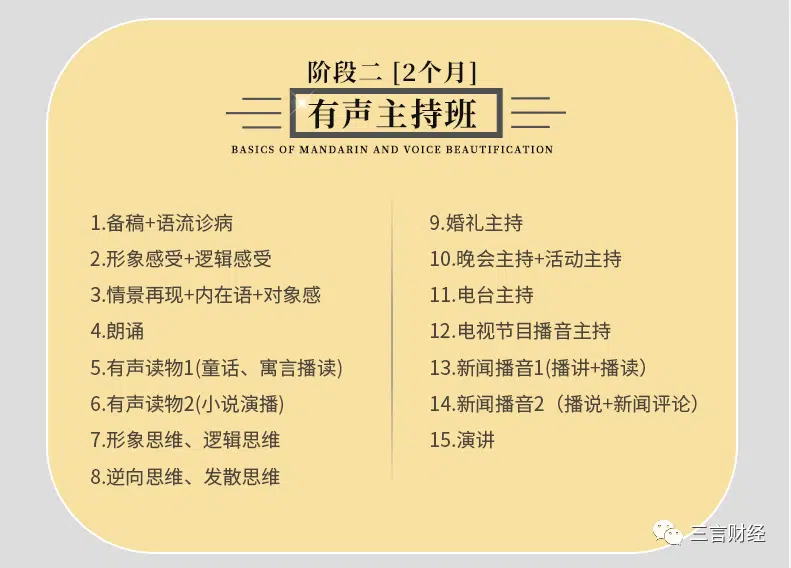 阶段二 [2个月]
有声主持班
BASICS OF MANDARIN AND VOICE BEAUTIFICATION
1.备稿+语流诊病
2.形象感受+逻辑感受
3.情景再现+内在语+对象感
4.朗诵
5.有声读物1(童话、寓言播读)
6.有声读物2(小说演播)
7.形象思维、逻辑思维
8.逆向思维、发散思维
9.婚礼主持
10.晚会主持+活动主持
11.电台主持
12.电视节目播音主持
13.新闻播音1(播讲+播读）
14.新闻播音2（播说+新闻评论）
15.演讲
三言财经